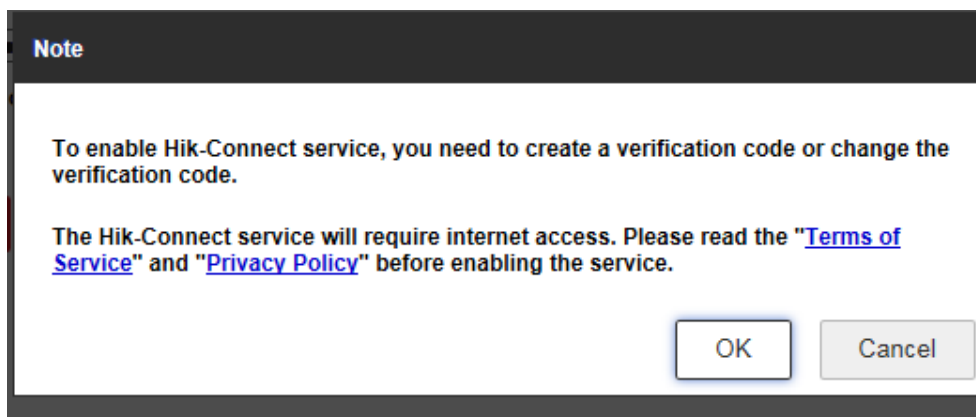 Note
To enable Hik-Connect service, you need to create a verification code or change the
verification code.
The Hik-Connect service will require internet access. Please read the "Terms of
Service" and "Privacy Policy" before enabling the service.
OK
Cancel